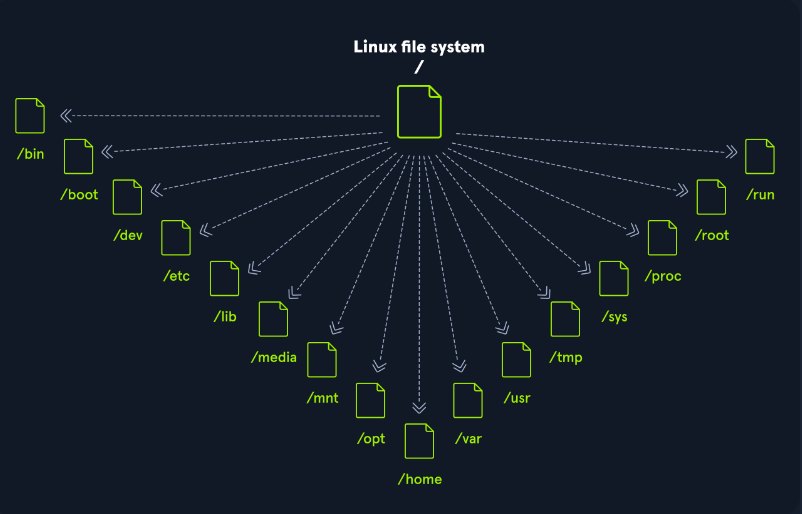 Linux file system
/
/bin
/boot
/run
/dev
/root
/etc
/proc
/lib
/sys
/media
/tmp
/mnt
/usr
/opt
/var
/home